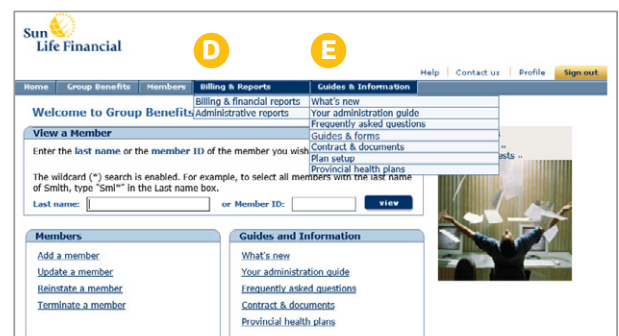 Sun
Life Financial
D
E
Help Contact us Profile Sign out
Home Group Benefits Members Billing & Reports Guides & Information
Billing & financial reports
Administrative reports
What's new
Your administration guide
Frequently asked questions
Guides & forms
Contract & documents
Plan setup
Provincial health plans
Welcome to Group Benefits
View a Member
Enter the last name or the member ID of the member you wish
The wildcard (*) search is enabled. For example, to select all members with the last name
of Smith, type "Smi*" in the Last name box.
Last name: or Member ID: view
Members
Add a member
Update a member
Reinstate a member
Terminate a member
Guides and Information
What's new
Your administration guide
Frequently asked questions
Contract & documents
Provincial health plans